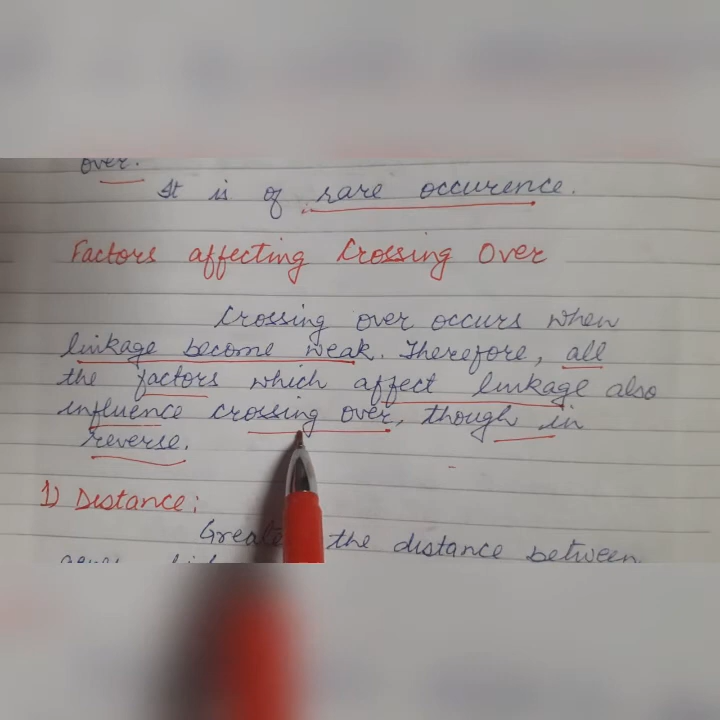 over.
It is of rare occurence.
Factors affecting Crossing Over
Crossing over occurs when
linkage become weak. Therefore, all
the factors which affect linkage also
influence crossing over, though in
reverse.
1) Distance:
the distance between